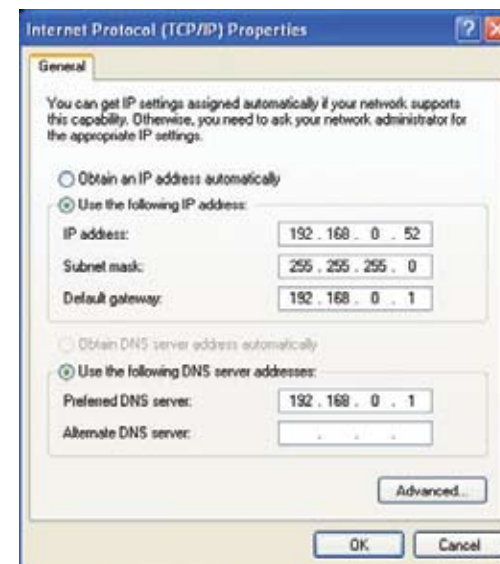 Internet Protocol (TCP/IP) Properties
General
You can get IP settings assigned automatically if your network supports
this capability. Otherwise, you need to ask your network administrator for
the appropriate IP settings.
Obtain an IP address automatically
Use the following IP address:
IP address: 192 . 168 . 0 . 52
Subnet mask: 255 . 255 . 255 . 0
Default gateway: 192 . 168 . 0 . 1
Obtain DNS server address automatically
Use the following DNS server addresses:
Preferred DNS server: 192 . 168 . 0 . 1
Alternate DNS server: . . .
Advanced...
OK Cancel